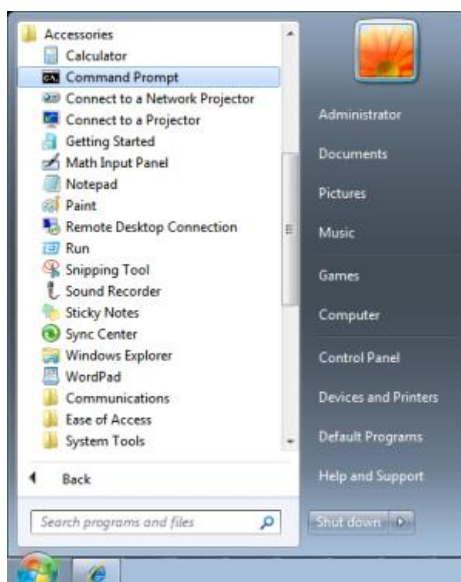 Accessories
Calculator
Command Prompt
Connect to a Network Projector
Connect to a Projector
Getting Started
Math Input Panel
Notepad
Paint
Remote Desktop Connection
Run
Snipping Tool
Sound Recorder
Sticky Notes
Sync Center
Windows Explorer
WordPad
Communications
Ease of Access
System Tools
Back
Search programs and files
Administrator
Documents
Pictures
Music
Games
Computer
Control Panel
Devices and Printers
Default Programs
Help and Support
Shut down